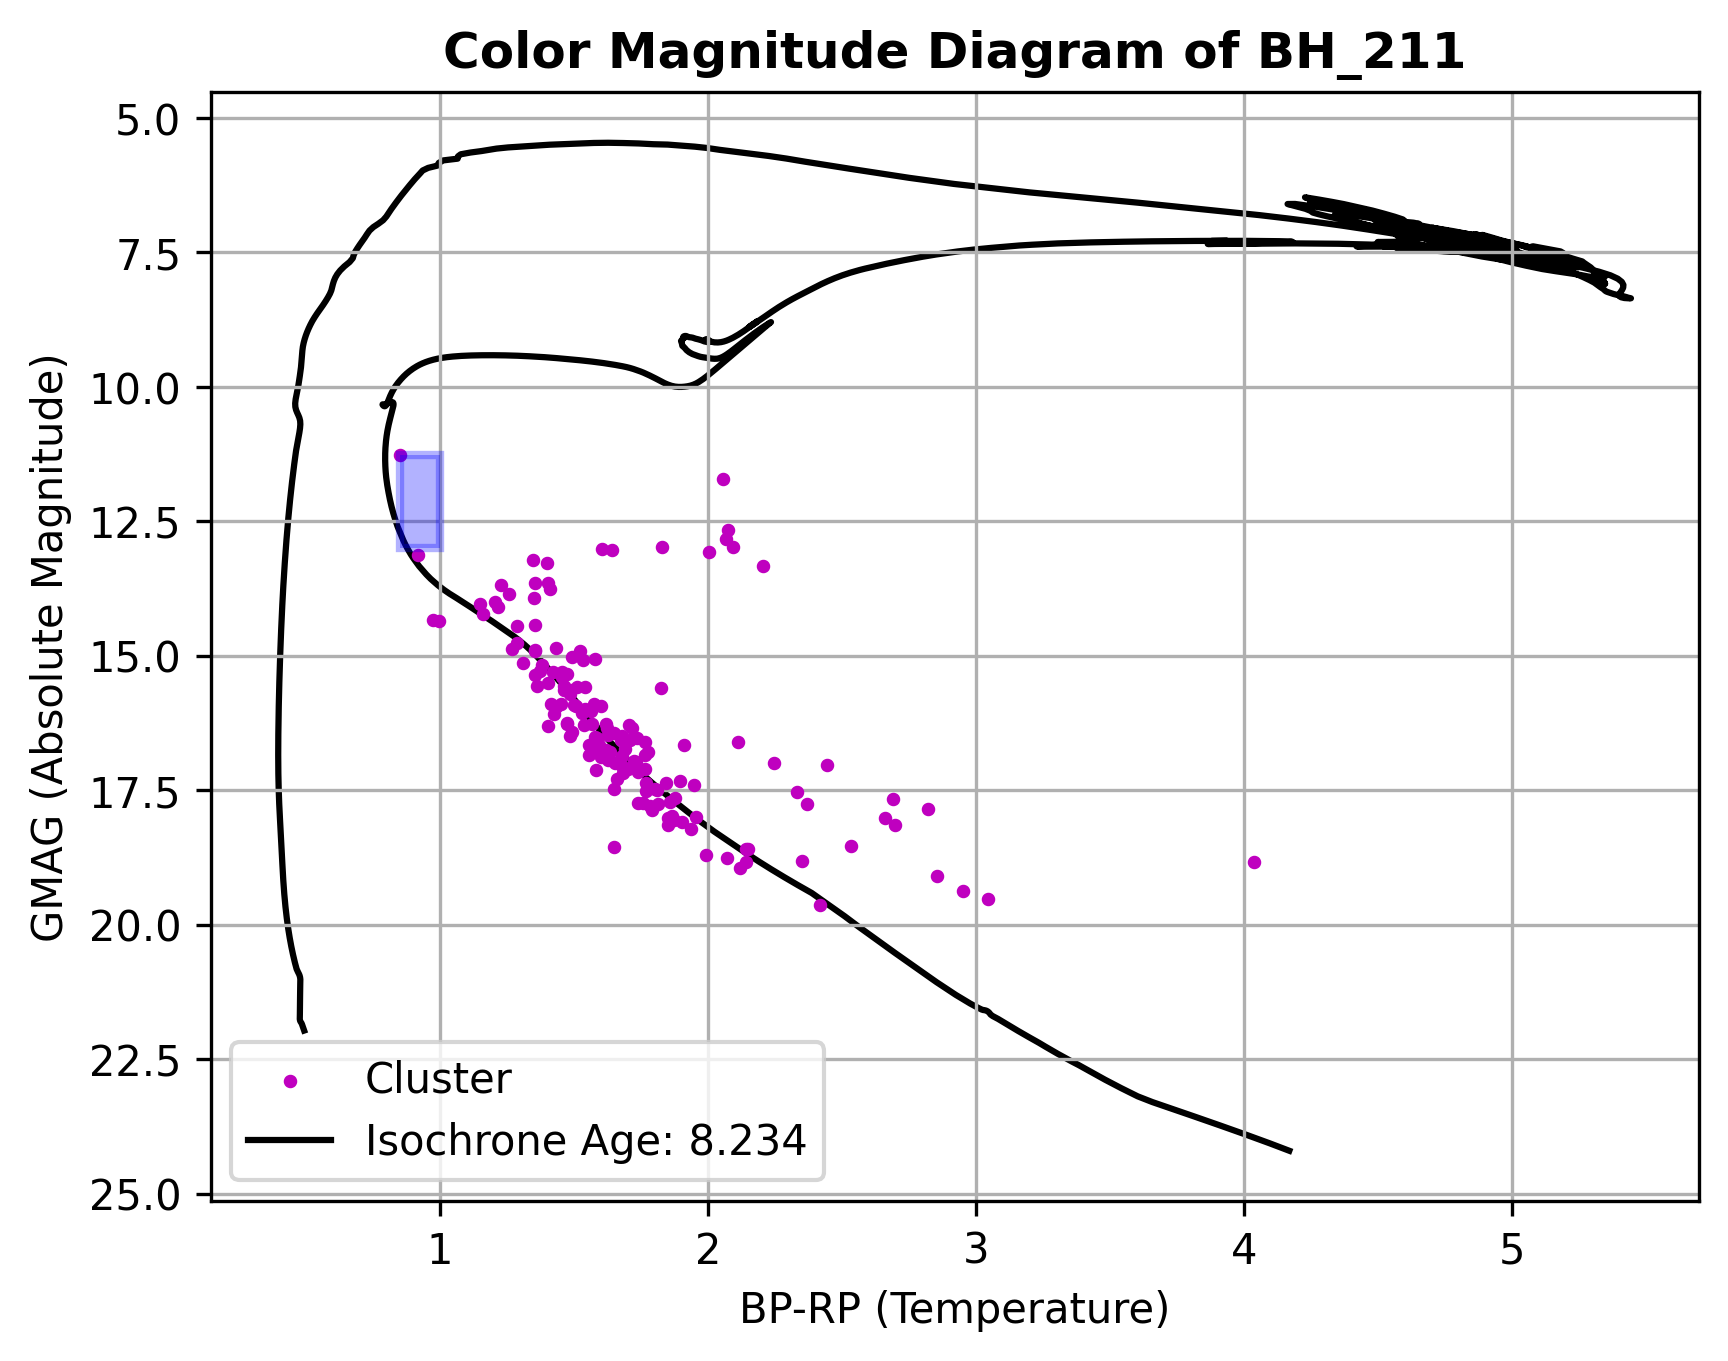 Color Magnitude Diagram of BH_211
GMAG (Absolute Magnitude)
5.0
7.5
10.0
12.5
15.0
17.5
20.0
22.5
25.0
Cluster
Isochrone Age: 8.234
1 2 3 4 5
BP-RP (Temperature)